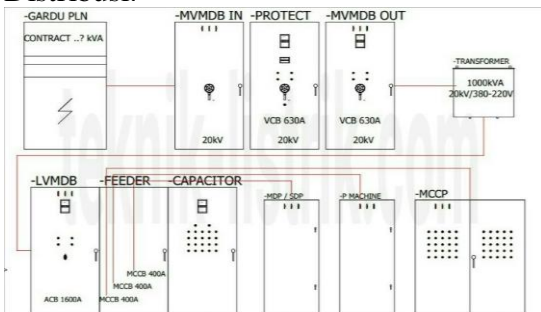 Distribusi.
-GARDU PLN
CONTRACT ..? kVA
-MVMDB IN
20kV
-PROTECT
VCB 630A
20kV
-MVMDB OUT
VCB 630A
20kV
-TRANSFORMER
1000kVA
20kV/380-220V
-LVMDB
ACB 1600A
-FEEDER
MCCB 400A
MCCB 400A
MCCB 400A
-CAPACITOR
-MDP / SDP
-P MACHINE
-MCCP
teknik-listrik.com